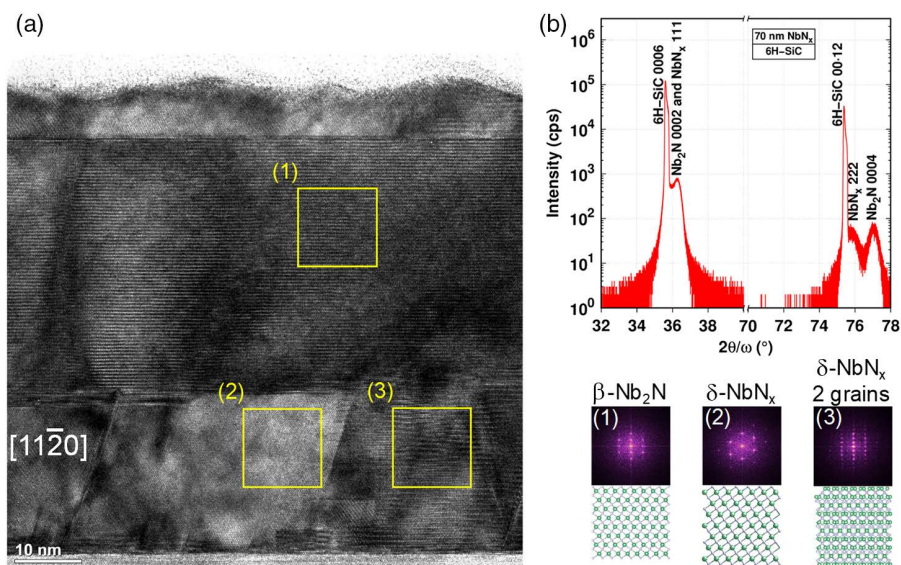 (a)
(1)
(2)
(3)
[112̅0]
10 nm
(b)
Intensity (cps)
10⁶
10⁵
10⁴
10³
10²
10¹
10⁰
70 nm NbNₓ
6H−SiC
6H−SiC 0006
Nb₂N 0002 and NbNₓ 111
6H−SiC 00·12
NbNₓ 222
Nb₂N 0004
32 34 36 38 70 72 74 76 78
2θ/ω (°)
β-Nb₂N
(1)
δ-NbNₓ
(2)
δ-NbNₓ
2 grains
(3)